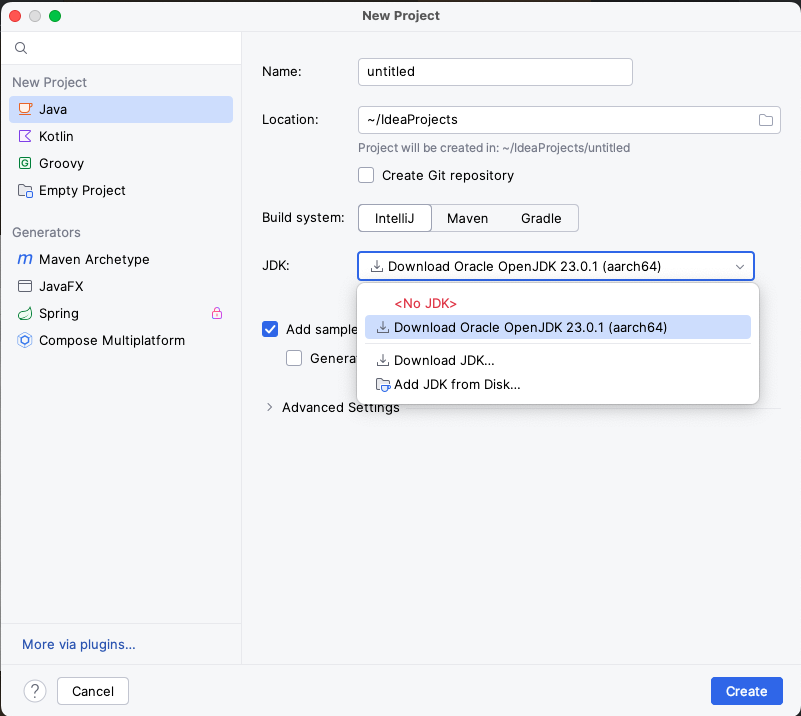 New Project
New Project
Java
Kotlin
Groovy
Empty Project
Generators
Maven Archetype
JavaFX
Spring
Compose Multiplatform
More via plugins...
Name:
untitled
Location:
~/IdeaProjects
Project will be created in: ~/IdeaProjects/untitled
Create Git repository
Build system:
IntelliJ Maven Gradle
JDK:
Download Oracle OpenJDK 23.0.1 (aarch64)
<No JDK>
Download Oracle OpenJDK 23.0.1 (aarch64)
Download JDK...
Add JDK from Disk...
Add sample
Genera
Advanced Settings
? Cancel Create